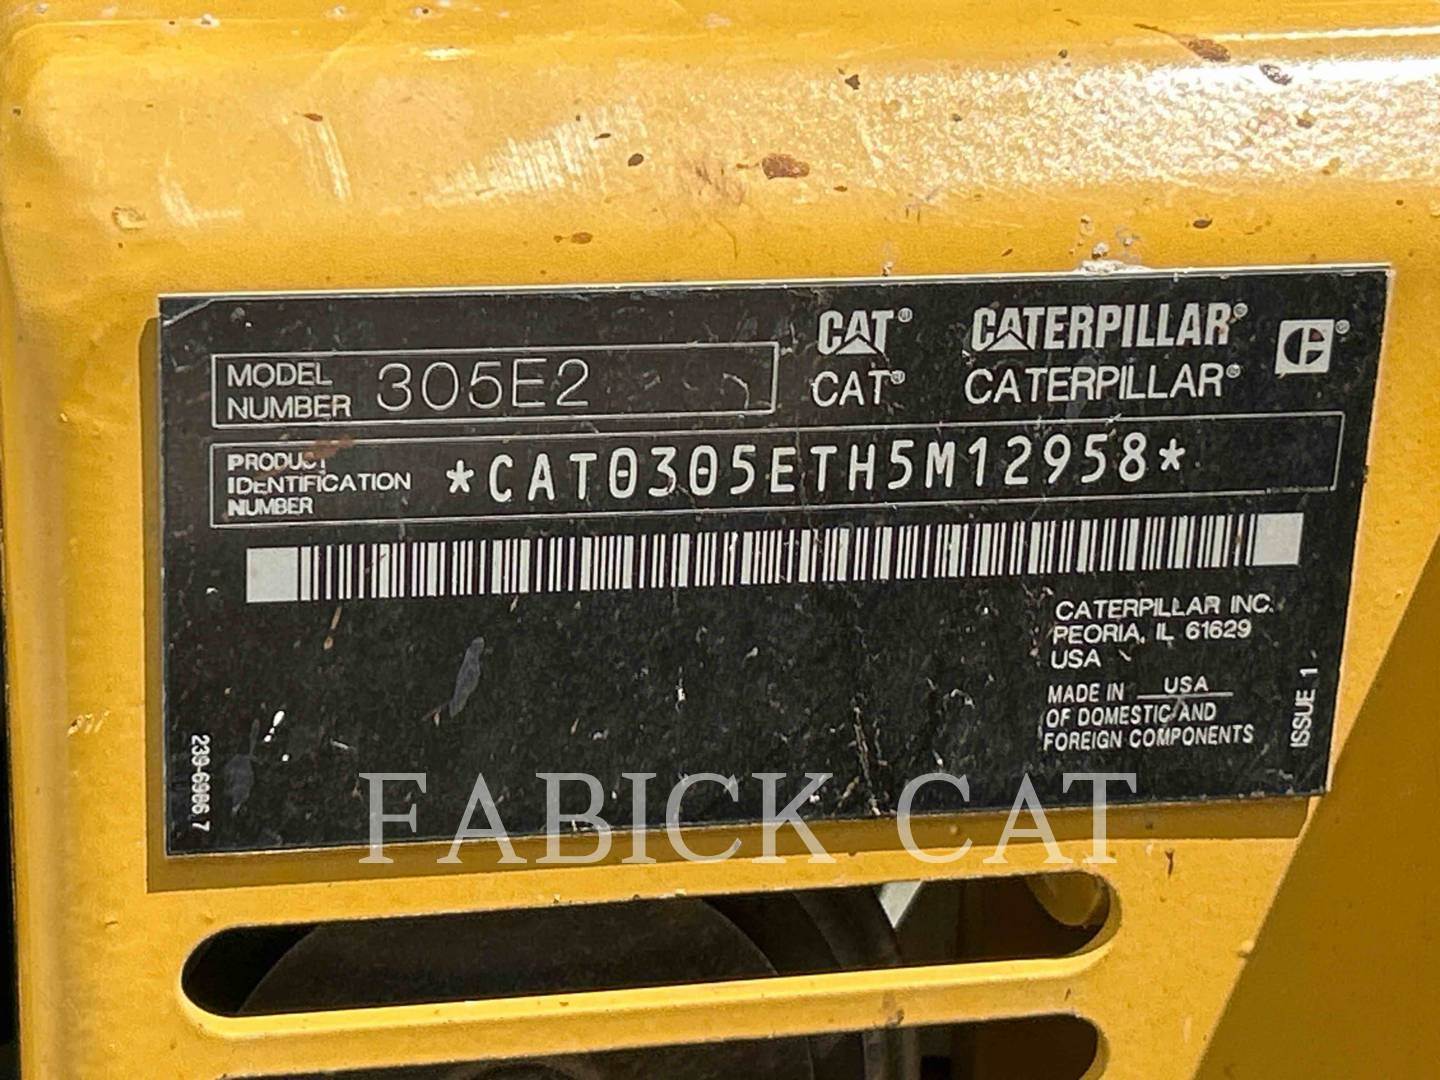 CAT® CATERPILLAR® ®
CAT® CATERPILLAR®
MODEL NUMBER 305E2
PRODUCT IDENTIFICATION NUMBER *CAT0305ETH5M12958*
CATERPILLAR INC.
PEORIA, IL 61629
USA
MADE IN USA
OF DOMESTIC AND
FOREIGN COMPONENTS
ISSUE 1
239-6966 7
FABICK CAT